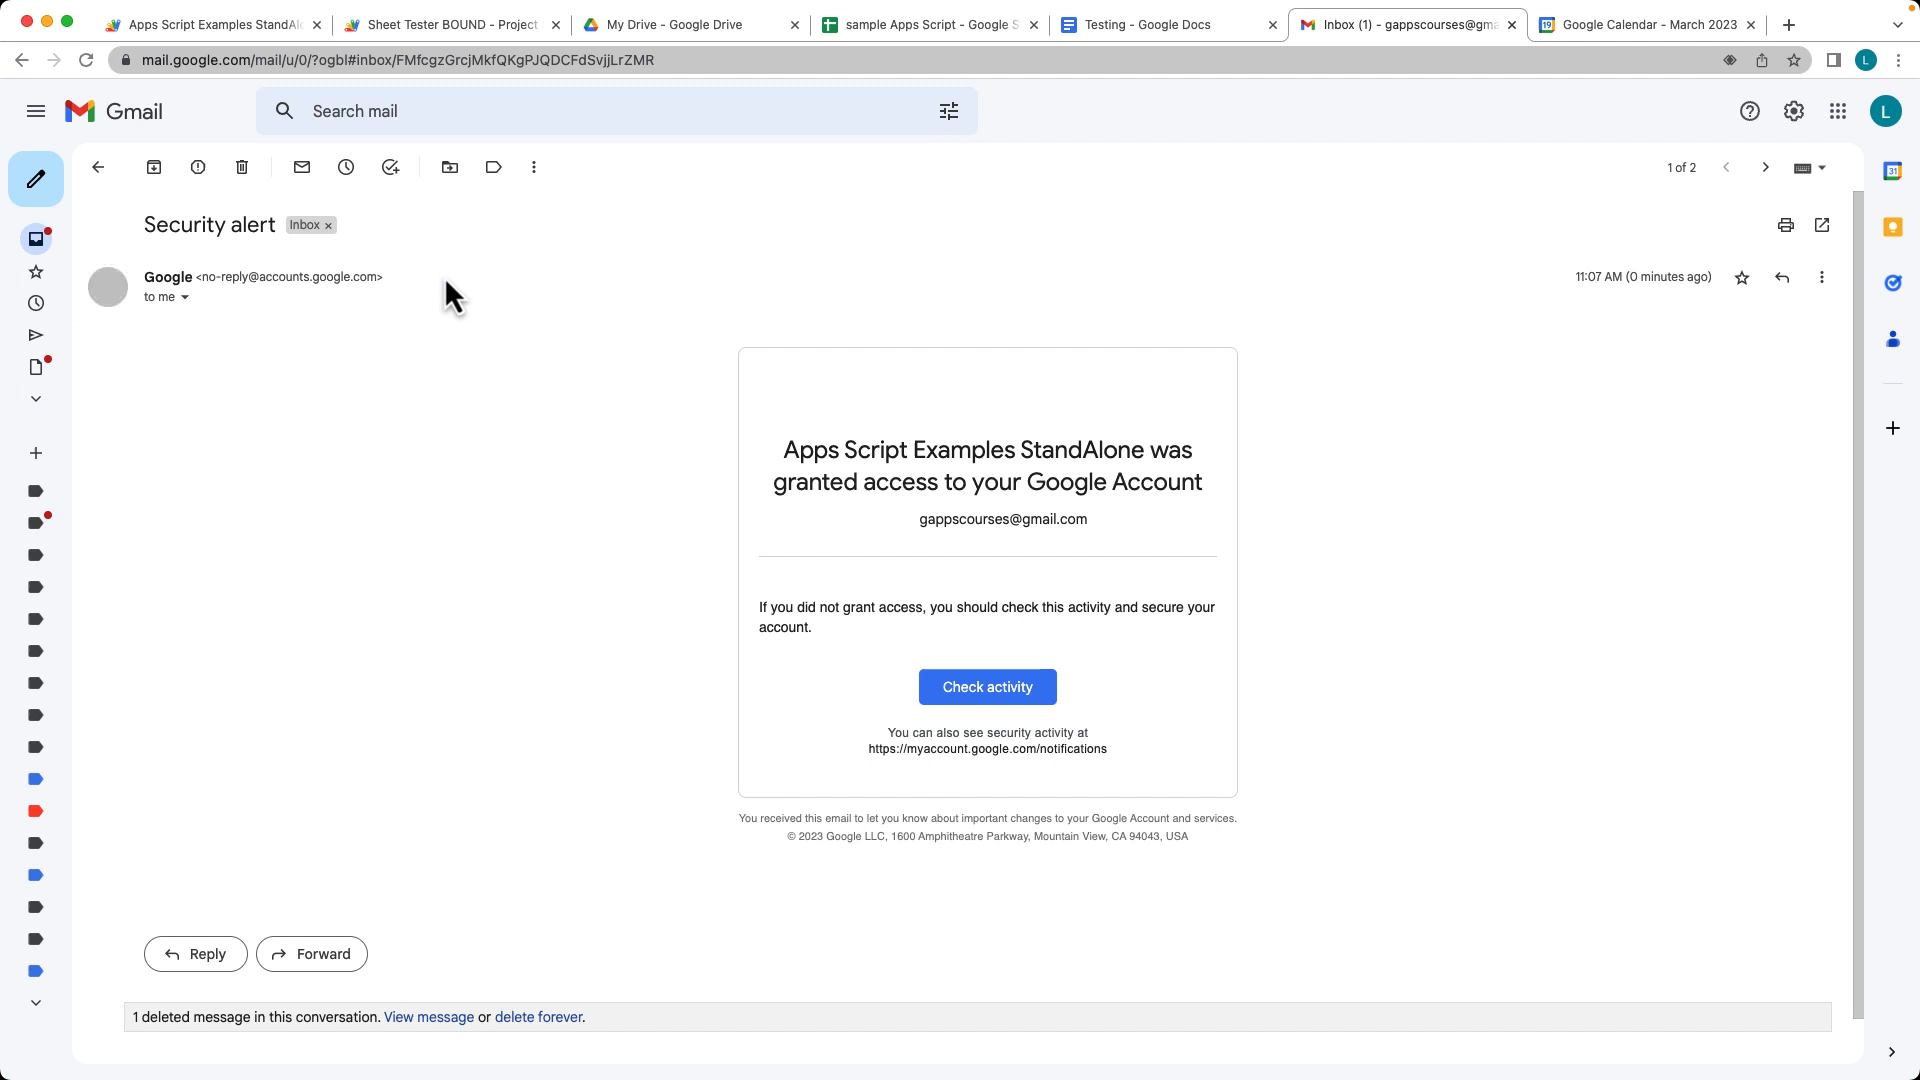 Apps Script Examples StandAl
Sheet Tester BOUND - Project
My Drive - Google Drive
sample Apps Script - Google S
Testing - Google Docs
Inbox (1) - gappscourses@gma
Google Calendar - March 2023
mail.google.com/mail/u/0/?ogbl#inbox/FMfcgzGrcjMkfQKgPJQDCFdSvjjLrZMR
L
Gmail
Search mail
L
1 of 2
31
Security alert
Inbox ×
Google <no-reply@accounts.google.com>
11:07 AM (0 minutes ago)
to me
Apps Script Examples StandAlone was
granted access to your Google Account
gappscourses@gmail.com
If you did not grant access, you should check this activity and secure your
account.
Check activity
You can also see security activity at
https://myaccount.google.com/notifications
You received this email to let you know about important changes to your Google Account and services.
© 2023 Google LLC, 1600 Amphitheatre Parkway, Mountain View, CA 94043, USA
Reply
Forward
1 deleted message in this conversation. View message or delete forever.